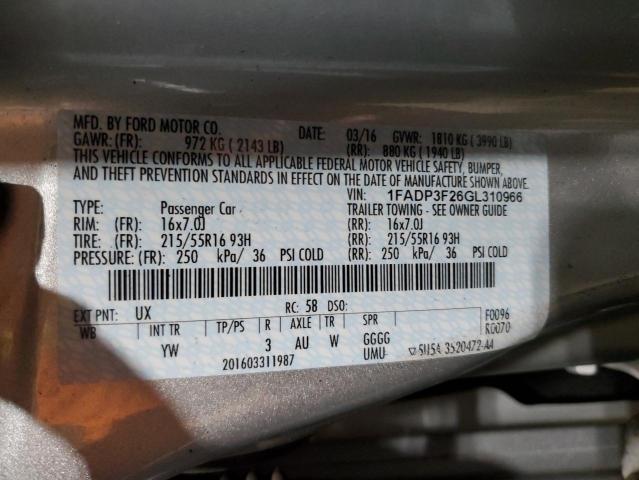 MFD. BY FORD MOTOR CO. DATE: 03/16 GVWR: 1810 KG ( 3990 LB)
GAWR: (FR): 972 KG ( 2143 LB) (RR): 880 KG ( 1940 LB)
THIS VEHICLE CONFORMS TO ALL APPLICABLE FEDERAL MOTOR VEHICLE SAFETY, BUMPER,
AND THEFT PREVENTION STANDARDS IN EFFECT ON THE DATE OF MANUFACTURE SHOWN ABOVE.
VIN: 1FADP3F26GL310966
TYPE: Passenger Car TRAILER TOWING - SEE OWNER GUIDE
RIM: (FR): 16x7.0J (RR): 16x7.0J
TIRE: (FR): 215/55R16 93H (RR): 215/55R16 93H
PRESSURE: (FR): 250 kPa/ 36 PSI COLD (RR): 250 kPa/ 36 PSI COLD
EXT PNT: UX RC: 58 DSO: F0096
WB INT TR TP/PS R AXLE TR SPR R0070
YW 3 AU W GGGG
201603311987 UMU 5U5A 3520472-AA